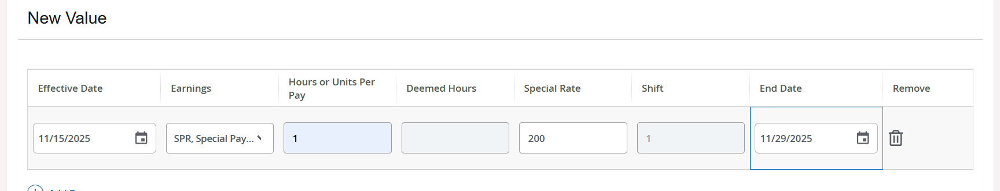 New Value
Effective Date
Earnings
Hours or Units Per
Pay
Deemed Hours
Special Rate
Shift
End Date
Remove
11/15/2025
SPR, Special Pay...
1
200
1
11/29/2025